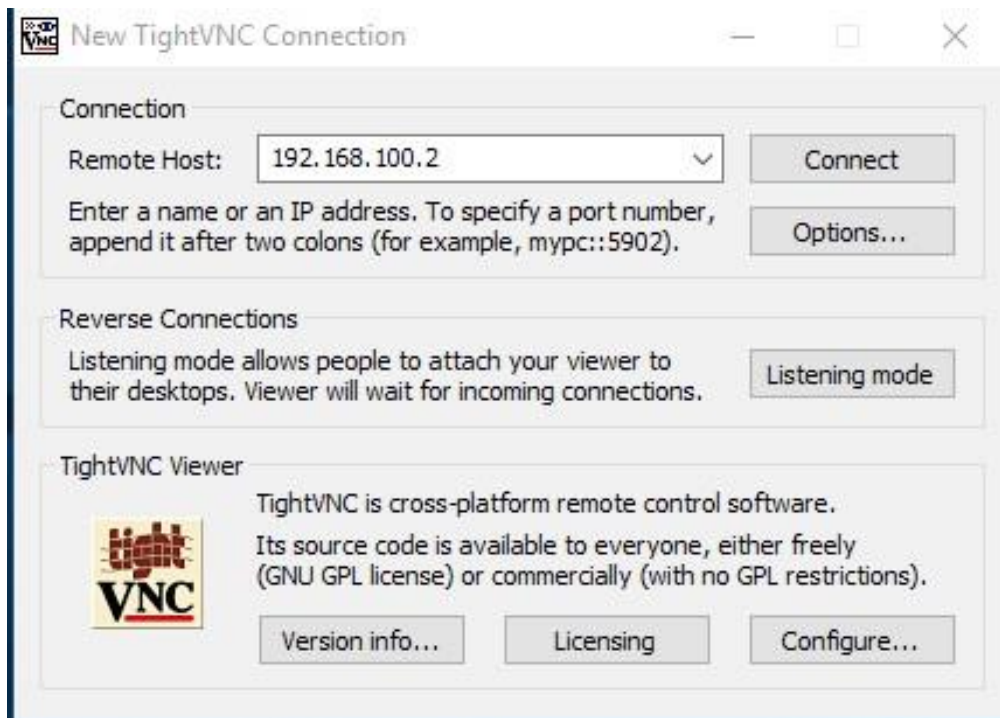 New TightVNC Connection
Connection
Remote Host: 192.168.100.2 Connect
Enter a name or an IP address. To specify a port number,
append it after two colons (for example, mypc::5902).
Options...
Reverse Connections
Listening mode allows people to attach your viewer to
their desktops. Viewer will wait for incoming connections.
Listening mode
TightVNC Viewer
TightVNC is cross-platform remote control software.
Its source code is available to everyone, either freely
(GNU GPL license) or commercially (with no GPL restrictions).
tight
VNC
Version info... Licensing Configure...